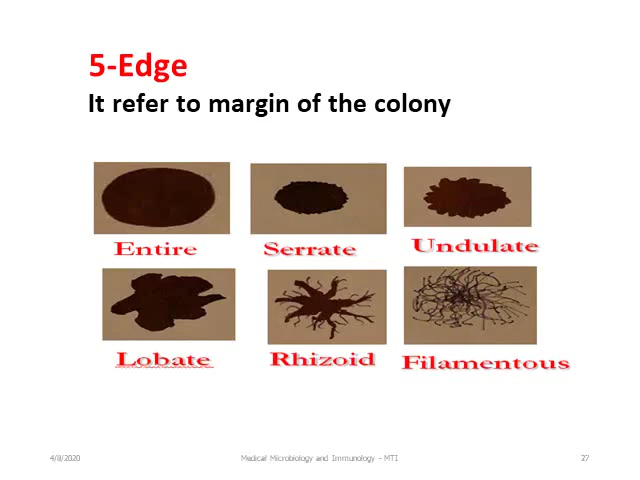 5-Edge
It refer to margin of the colony
Entire
Serrate
Undulate
Lobate
Rhizoid
Filamentous
4/8/2020
Medical Microbiology and Immunology - MTI
27